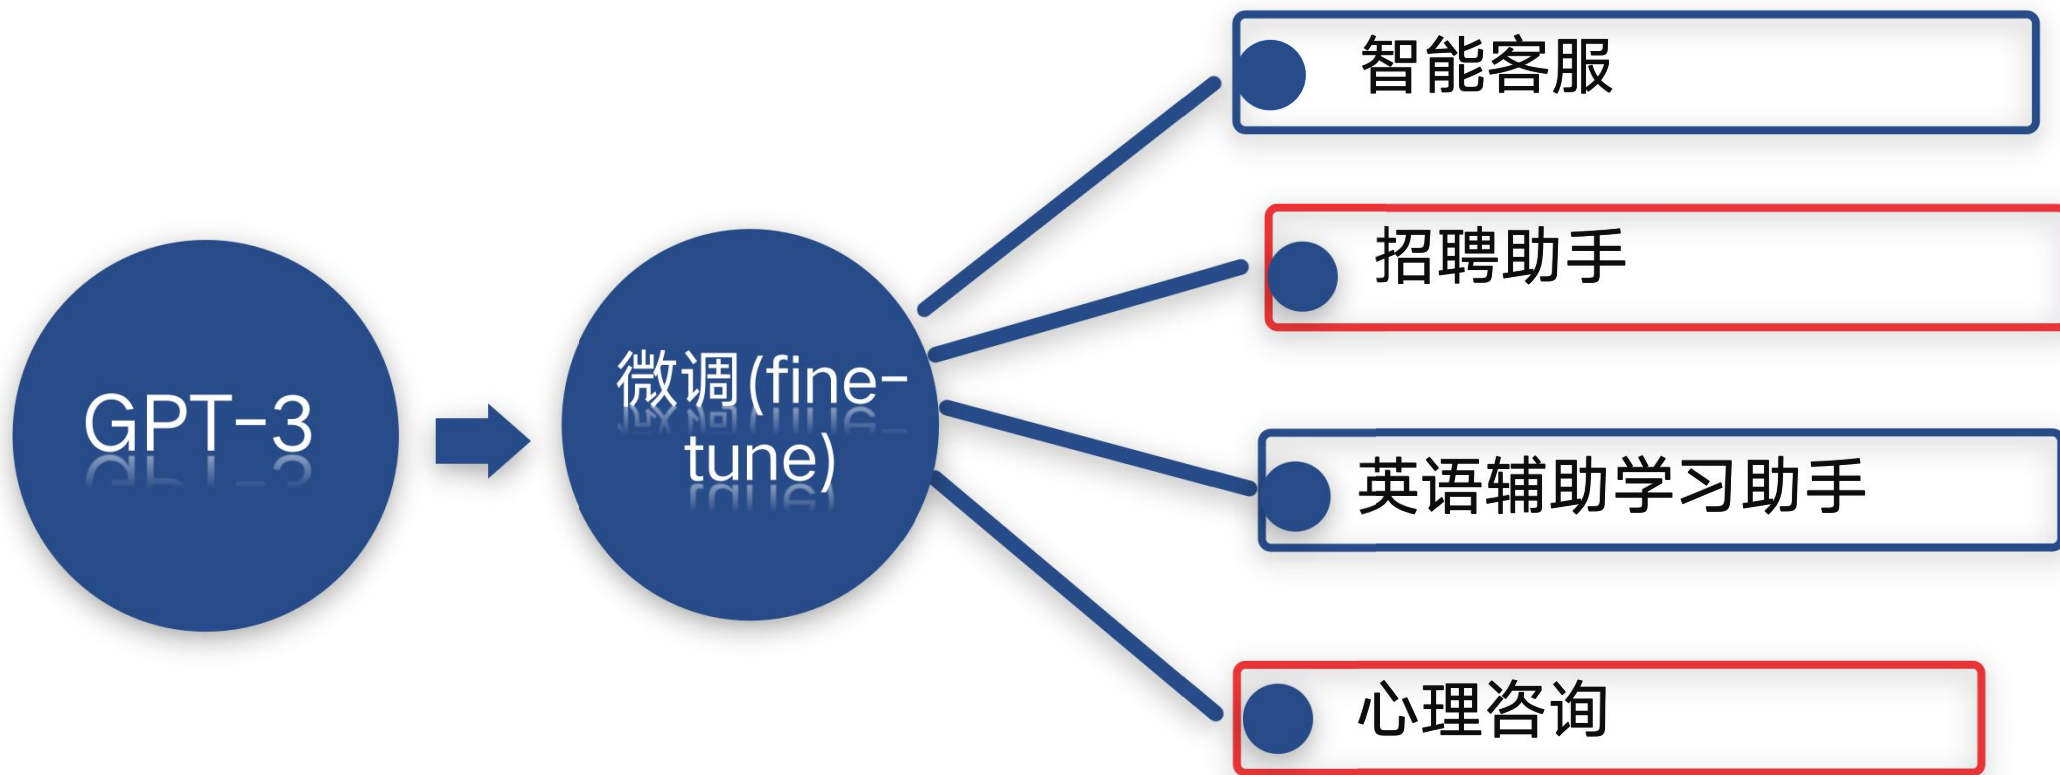 GPT-3
微调(fine-
tune)
智能客服
招聘助手
英语辅助学习助手
心理咨询